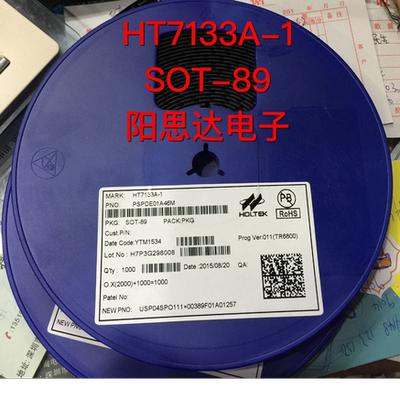 HT7133A-1
SOT-89
阳思达电子
MARK: HT7133A-1
PNO: PSPDE01A46M
PKG: SOT-89 PACK:PKG
Cust.P/N:
Date Code:YTM1534 Prog Ver:011(TR6800)
Lot No : H7P3G298008
Q'ty : 1000 Date :2015/08/20 QA:
O.X(2000)+1000=1000
Patel No:
NEW PNO: USP04SPO111+00389F01A01257
HOLTEK
Pb
RoHS